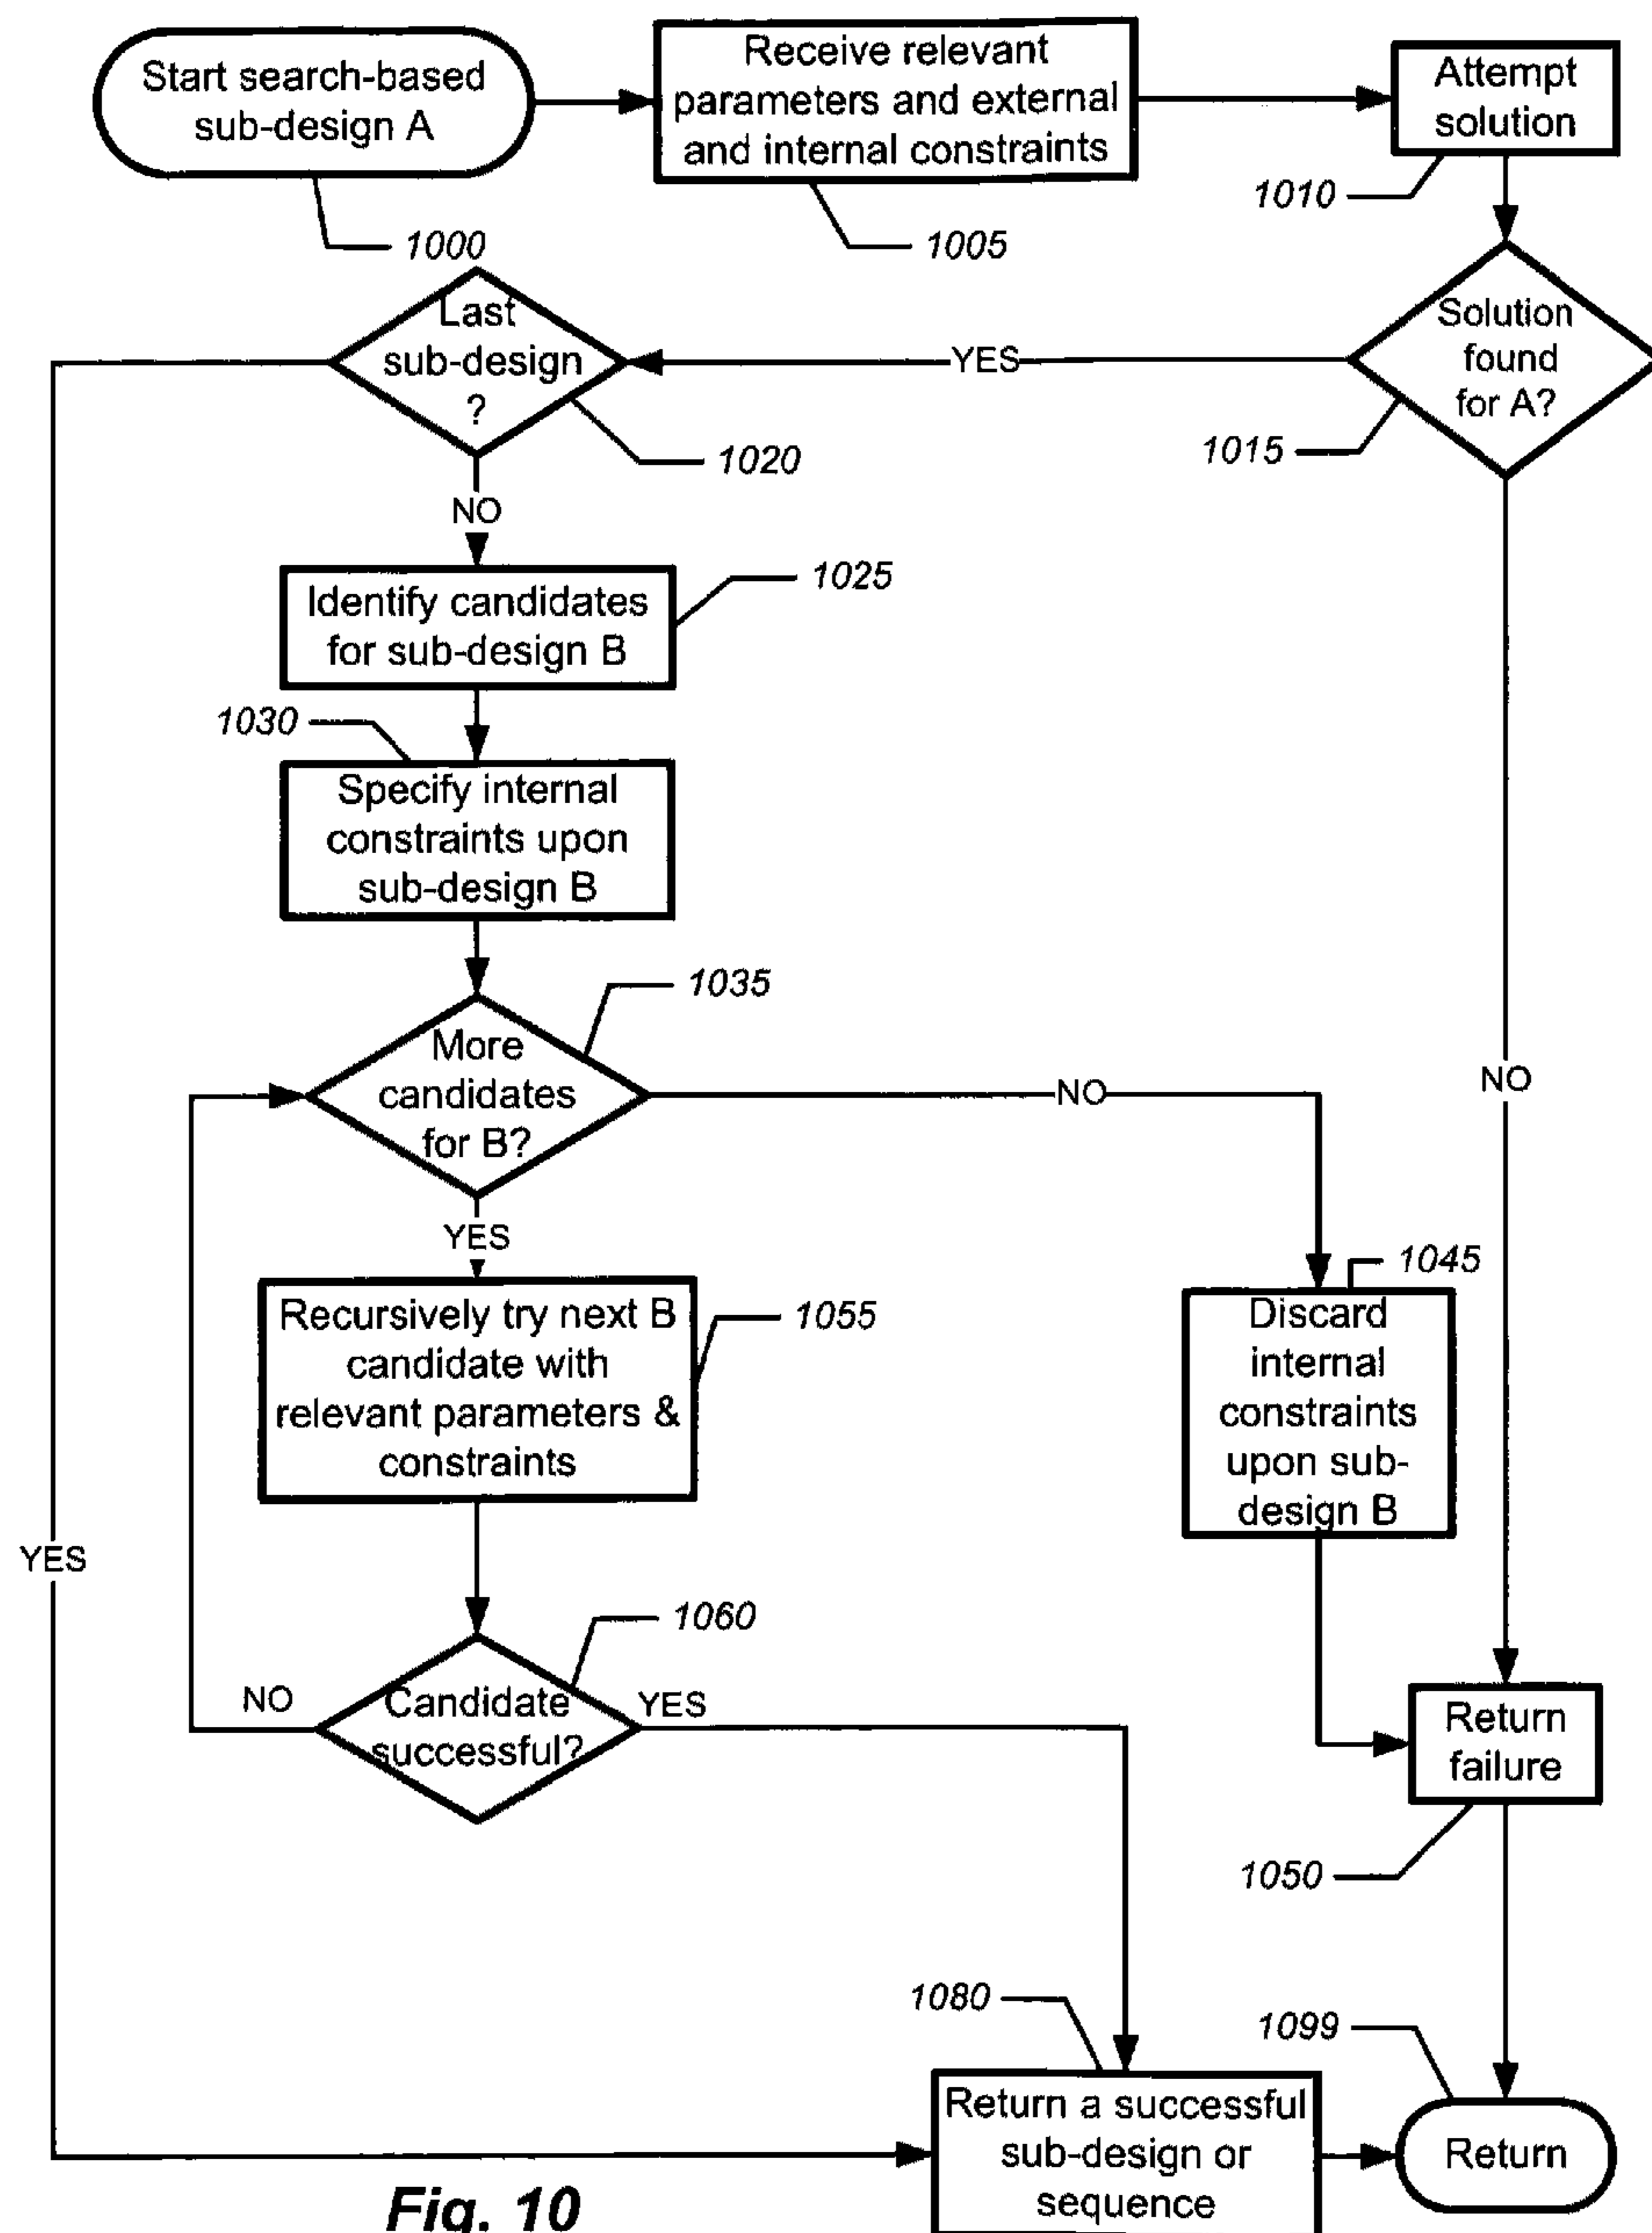 Start search-based
sub-design A
1000
Receive relevant
parameters and external
and internal constraints
1005
Attempt
solution
1010
Solution
found
for A?
1015
YES
Last
sub-design
?
1020
NO
Identify candidates
for sub-design B
1025
1030
Specify internal
constraints upon
sub-design B
1035
More
candidates
for B?
NO
NO
YES
Recursively try next B
candidate with
relevant parameters &
constraints
1055
1045
Discard
internal
constraints
upon sub-
design B
YES
1060
Candidate
successful?
NO
YES
Return
failure
1050
1080
Return a successful
sub-design or
sequence
1099
Return
Fig. 10